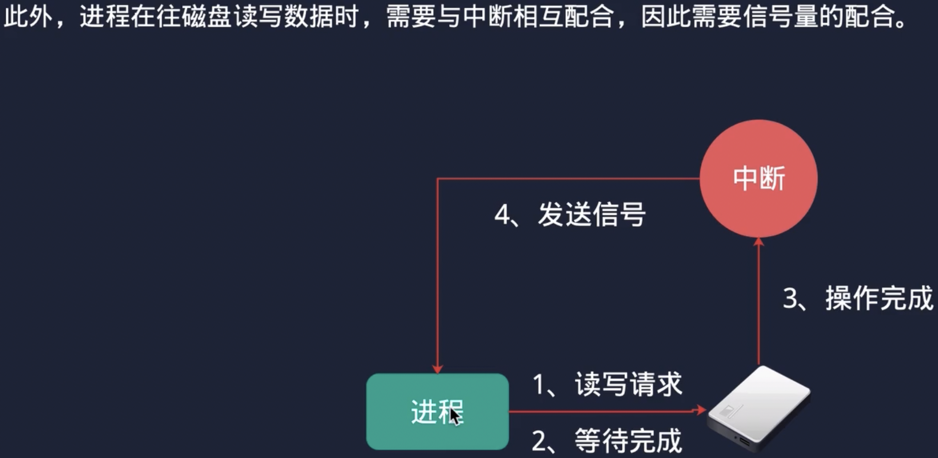 此外，进程在往磁盘读写数据时，需要与中断相互配合，因此需要信号量的配合。
中断
4、发送信号
3、操作完成
1、读写请求
进程
2、等待完成